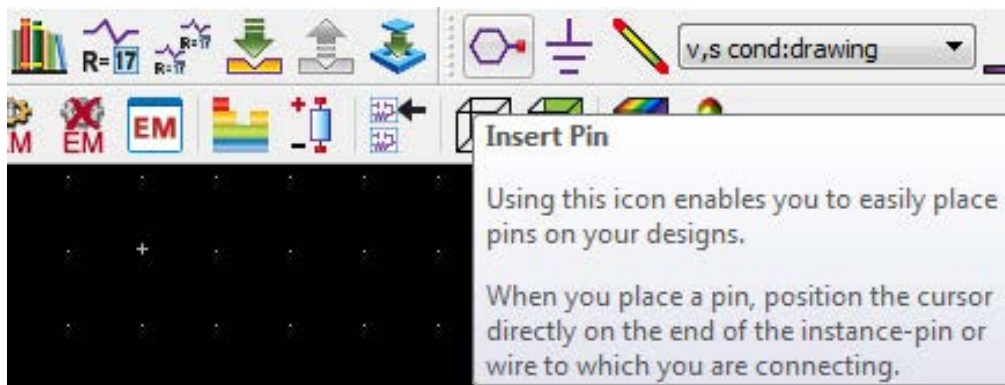 R=17
R=17
v,s cond:drawing
EM
EM
EM
Insert Pin
Using this icon enables you to easily place
pins on your designs.
When you place a pin, position the cursor
directly on the end of the instance-pin or
wire to which you are connecting.